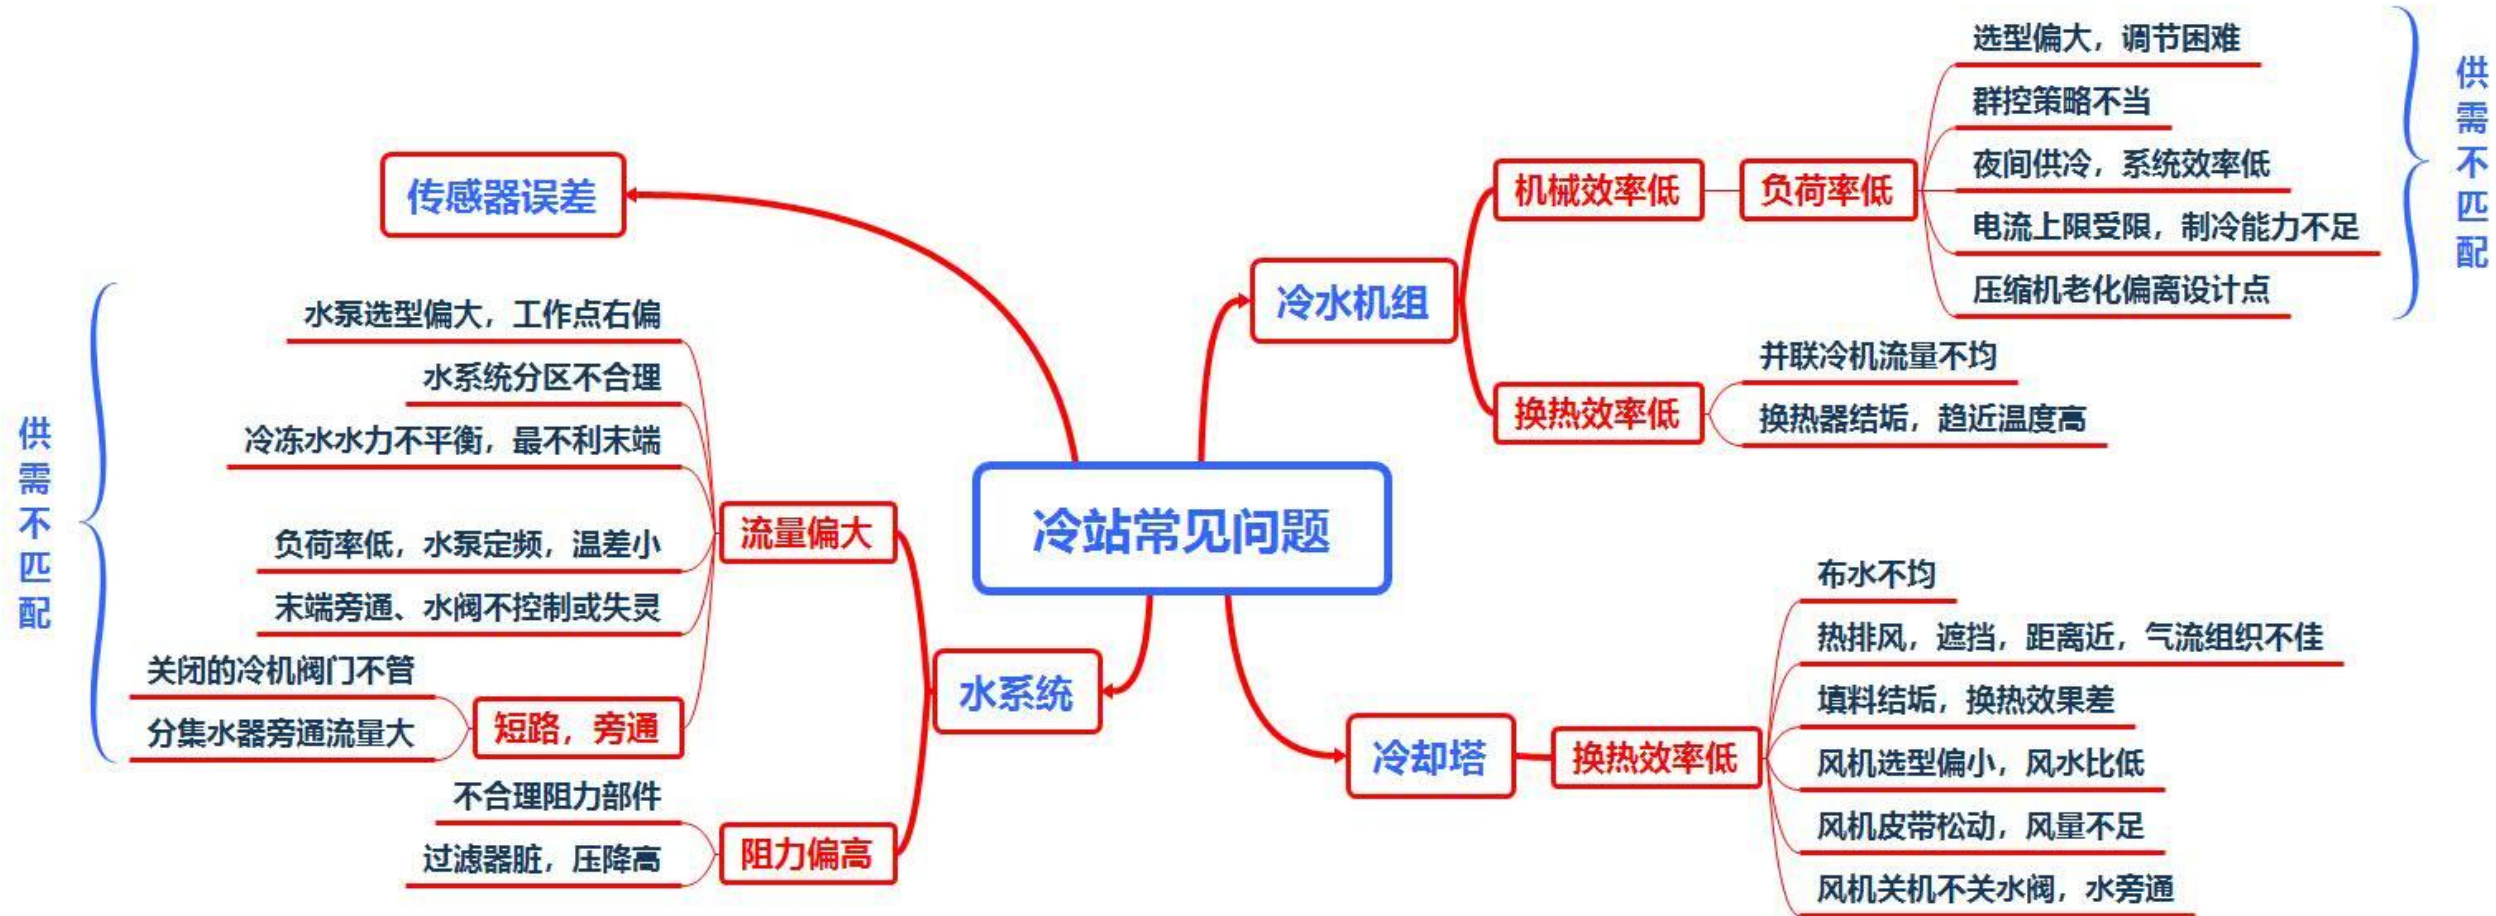 冷站常见问题
传感器误差
冷水机组
机械效率低
负荷率低
选型偏大，调节困难
群控策略不当
夜间供冷，系统效率低
电流上限受限，制冷能力不足
压缩机老化偏离设计点
供需不匹配
换热效率低
并联冷机流量不均
换热器结垢，趋近温度高
水系统
流量偏大
水泵选型偏大，工作点右偏
水系统分区不合理
冷冻水水力不平衡，最不利末端
负荷率低，水泵定频，温差小
末端旁通、水阀不控制或失灵
短路，旁通
关闭的冷机阀门不管
分集水器旁通流量大
供需不匹配
阻力偏高
不合理阻力部件
过滤器脏，压降高
冷却塔
换热效率低
布水不均
热排风，遮挡，距离近，气流组织不佳
填料结垢，换热效果差
风机选型偏小，风水比低
风机皮带松动，风量不足
风机关机不关水阀，水旁通